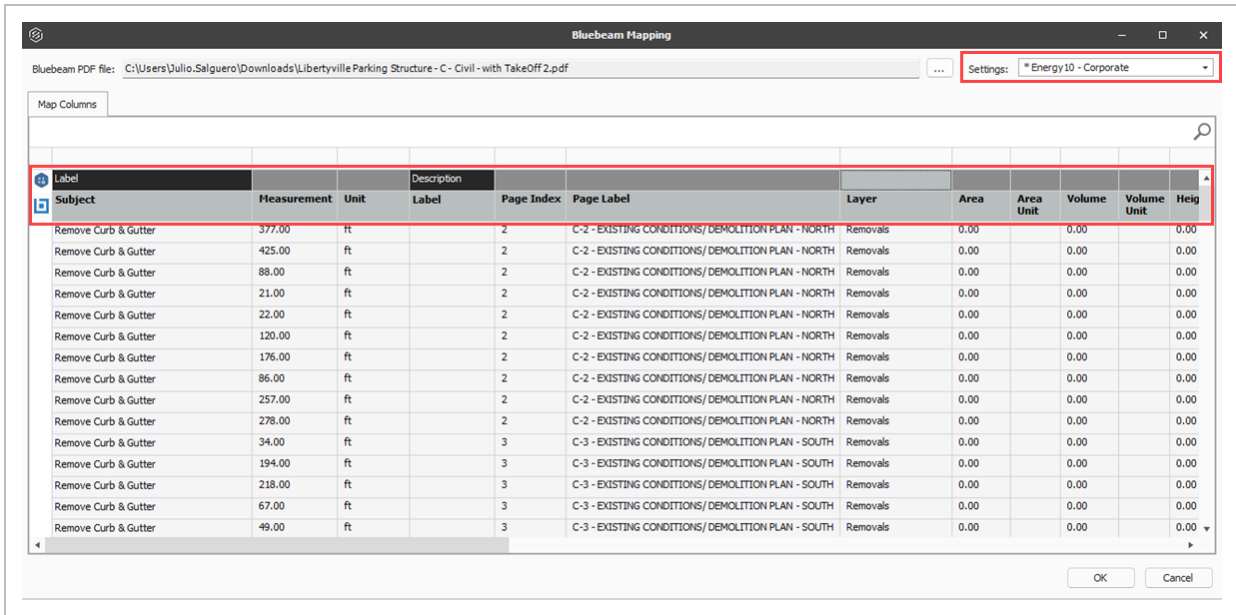 Bluebeam Mapping
Bluebeam PDF file: C:\Users\Julio.Salguero\Downloads\Libertyville Parking Structure - C - Civil - with TakeOff 2.pdf ... Settings: * Energy10 - Corporate
Map Columns
Label Description
Subject Measurement Unit Label Page Index Page Label Layer Area Area Unit Volume Volume Unit Heig
Remove Curb & Gutter 377.00 ft 2 C-2 - EXISTING CONDITIONS/ DEMOLITION PLAN - NORTH Removals 0.00 0.00 0.00
Remove Curb & Gutter 425.00 ft 2 C-2 - EXISTING CONDITIONS/ DEMOLITION PLAN - NORTH Removals 0.00 0.00 0.00
Remove Curb & Gutter 88.00 ft 2 C-2 - EXISTING CONDITIONS/ DEMOLITION PLAN - NORTH Removals 0.00 0.00 0.00
Remove Curb & Gutter 21.00 ft 2 C-2 - EXISTING CONDITIONS/ DEMOLITION PLAN - NORTH Removals 0.00 0.00 0.00
Remove Curb & Gutter 22.00 ft 2 C-2 - EXISTING CONDITIONS/ DEMOLITION PLAN - NORTH Removals 0.00 0.00 0.00
Remove Curb & Gutter 120.00 ft 2 C-2 - EXISTING CONDITIONS/ DEMOLITION PLAN - NORTH Removals 0.00 0.00 0.00
Remove Curb & Gutter 176.00 ft 2 C-2 - EXISTING CONDITIONS/ DEMOLITION PLAN - NORTH Removals 0.00 0.00 0.00
Remove Curb & Gutter 86.00 ft 2 C-2 - EXISTING CONDITIONS/ DEMOLITION PLAN - NORTH Removals 0.00 0.00 0.00
Remove Curb & Gutter 257.00 ft 2 C-2 - EXISTING CONDITIONS/ DEMOLITION PLAN - NORTH Removals 0.00 0.00 0.00
Remove Curb & Gutter 278.00 ft 2 C-2 - EXISTING CONDITIONS/ DEMOLITION PLAN - NORTH Removals 0.00 0.00 0.00
Remove Curb & Gutter 34.00 ft 3 C-3 - EXISTING CONDITIONS/ DEMOLITION PLAN - SOUTH Removals 0.00 0.00 0.00
Remove Curb & Gutter 194.00 ft 3 C-3 - EXISTING CONDITIONS/ DEMOLITION PLAN - SOUTH Removals 0.00 0.00 0.00
Remove Curb & Gutter 218.00 ft 3 C-3 - EXISTING CONDITIONS/ DEMOLITION PLAN - SOUTH Removals 0.00 0.00 0.00
Remove Curb & Gutter 67.00 ft 3 C-3 - EXISTING CONDITIONS/ DEMOLITION PLAN - SOUTH Removals 0.00 0.00 0.00
Remove Curb & Gutter 49.00 ft 3 C-3 - EXISTING CONDITIONS/ DEMOLITION PLAN - SOUTH Removals 0.00 0.00 0.00
OK Cancel